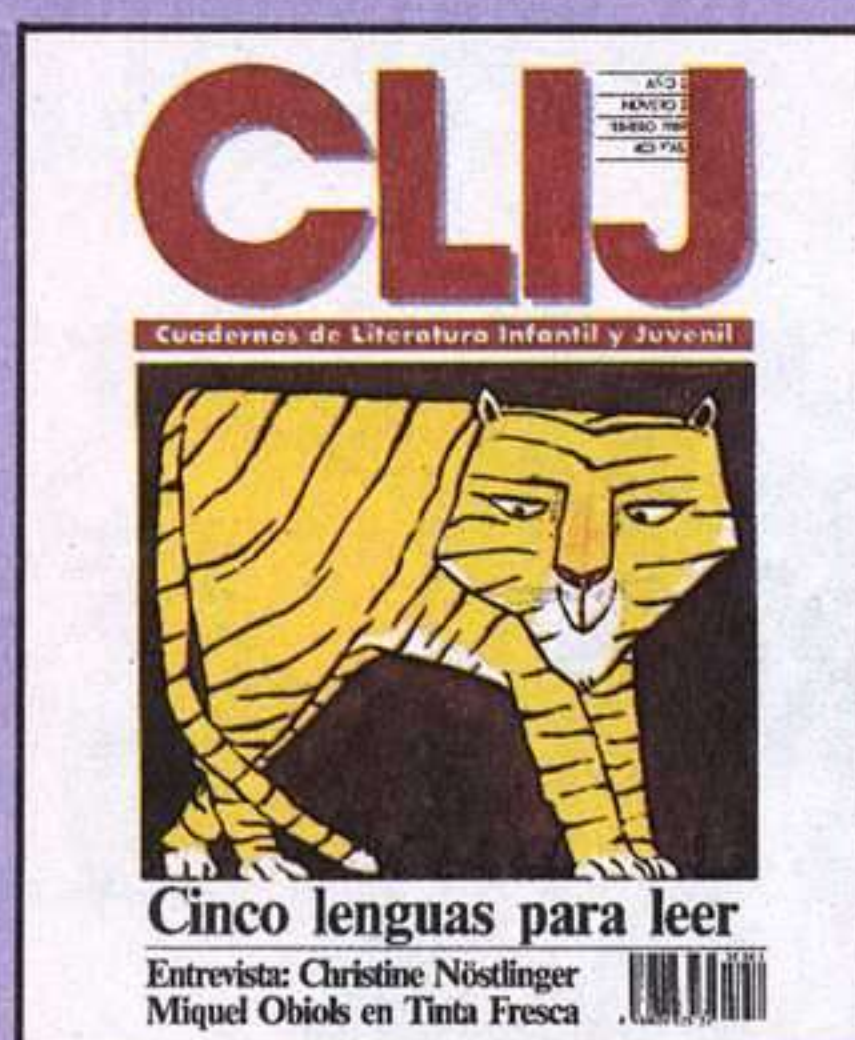 CLIJ
Cuadernos de Literatura Infantil y Juvenil
Cinco lenguas para leer
Entrevista: Christine Nöstlinger
Miquel Obiols en Tinta Fresca